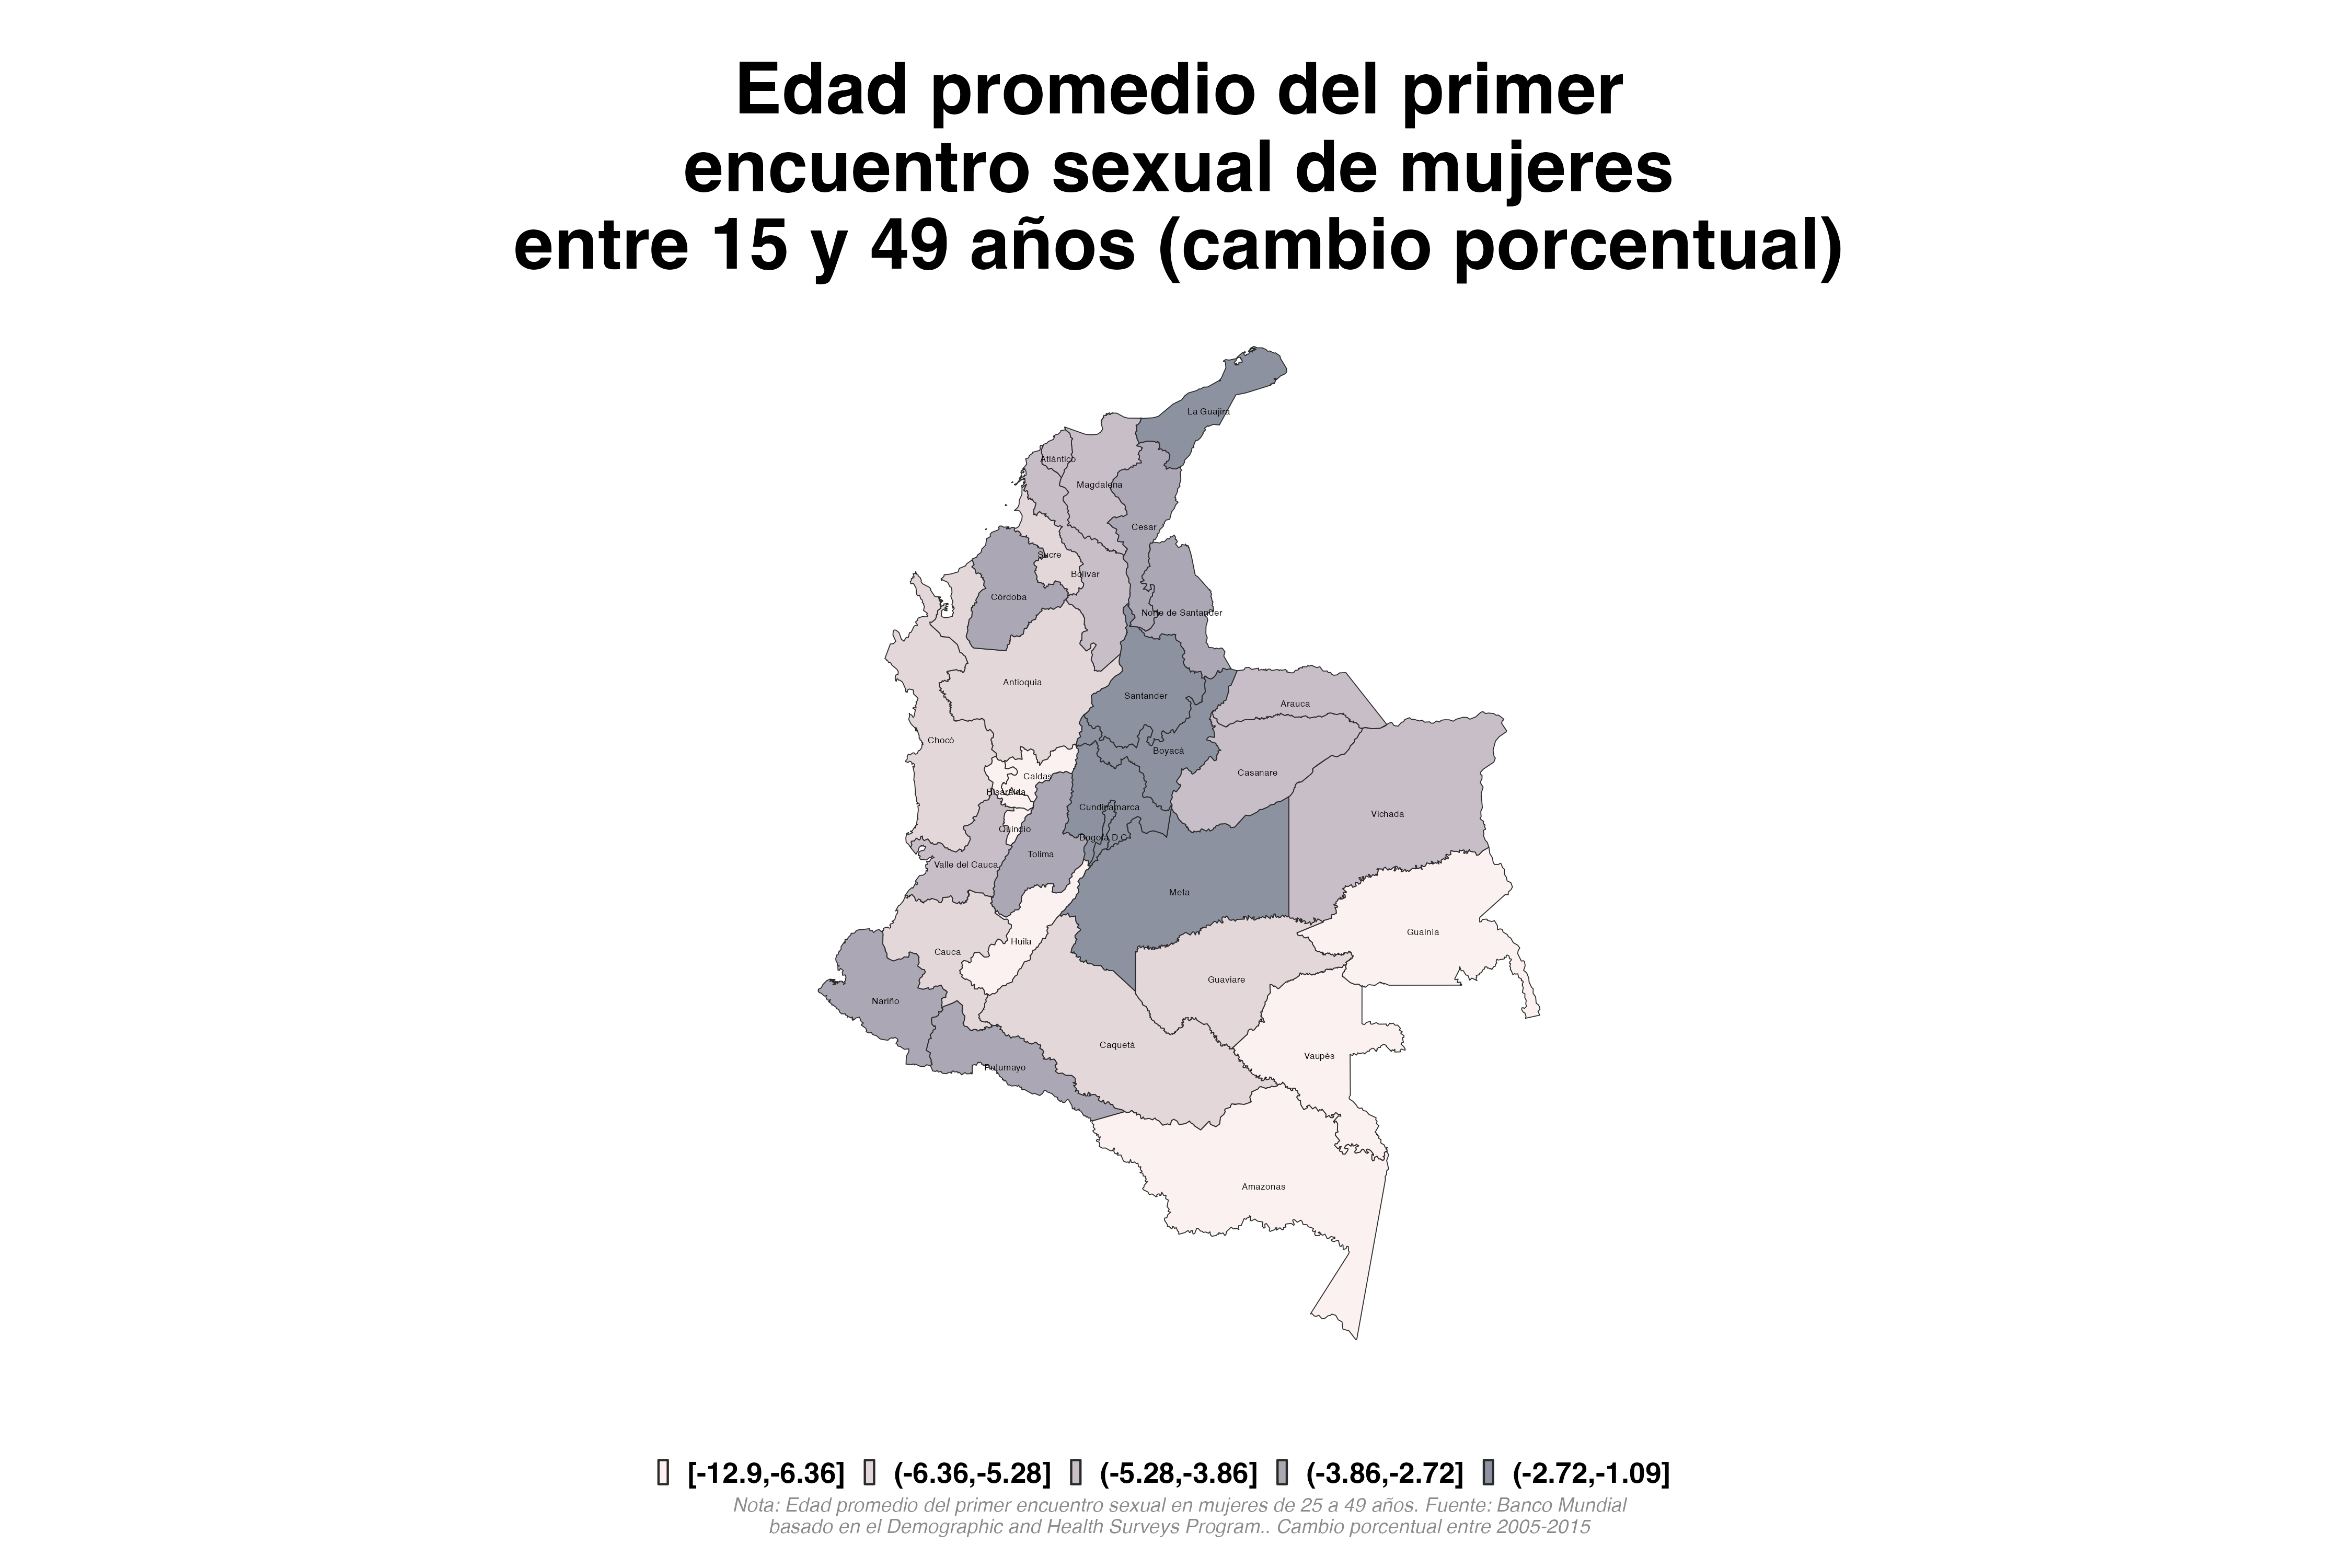 Edad promedio del primer
encuentro sexual de mujeres
entre 15 y 49 años (cambio porcentual)
La Guajira
Atlántico
Magdalena
Cesar
Sucre
Bolívar
Córdoba
Norte de Santander
Antioquia
Santander
Arauca
Chocó
Boyacá
Casanare
Caldas
Risaralda
Cundinamarca
Vichada
Quindío
Bogotá D.C.
Tolima
Valle del Cauca
Meta
Guainía
Huila
Cauca
Guaviare
Nariño
Caquetá
Vaupés
Putumayo
Amazonas
[-12.9,-6.36] (-6.36,-5.28] (-5.28,-3.86] (-3.86,-2.72] (-2.72,-1.09]
Nota: Edad promedio del primer encuentro sexual en mujeres de 25 a 49 años. Fuente: Banco Mundial
basado en el Demographic and Health Surveys Program.. Cambio porcentual entre 2005-2015